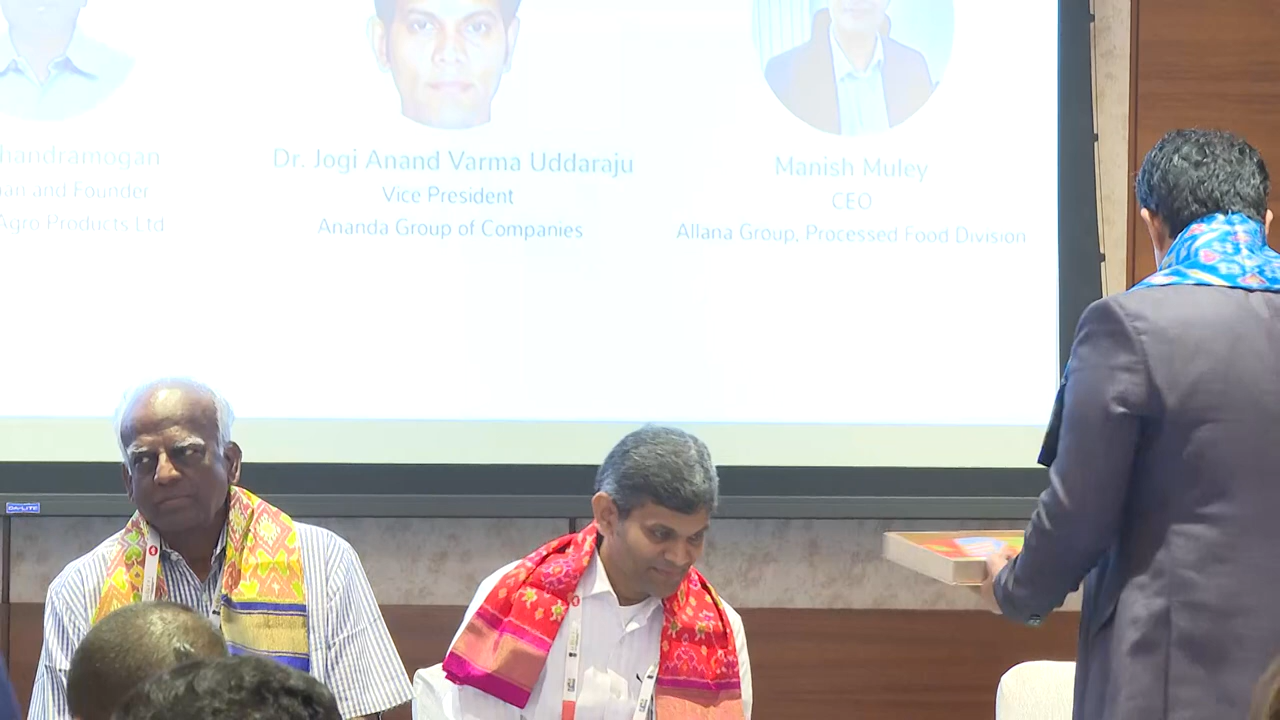 handramogan
an and Founder
Agro Products Ltd
Dr. Jogi Anand Varma Uddaraju
Vice President
Ananda Group of Companies
Manish Muley
CEO
Allana Group, Processed Food Division
DA-LITE